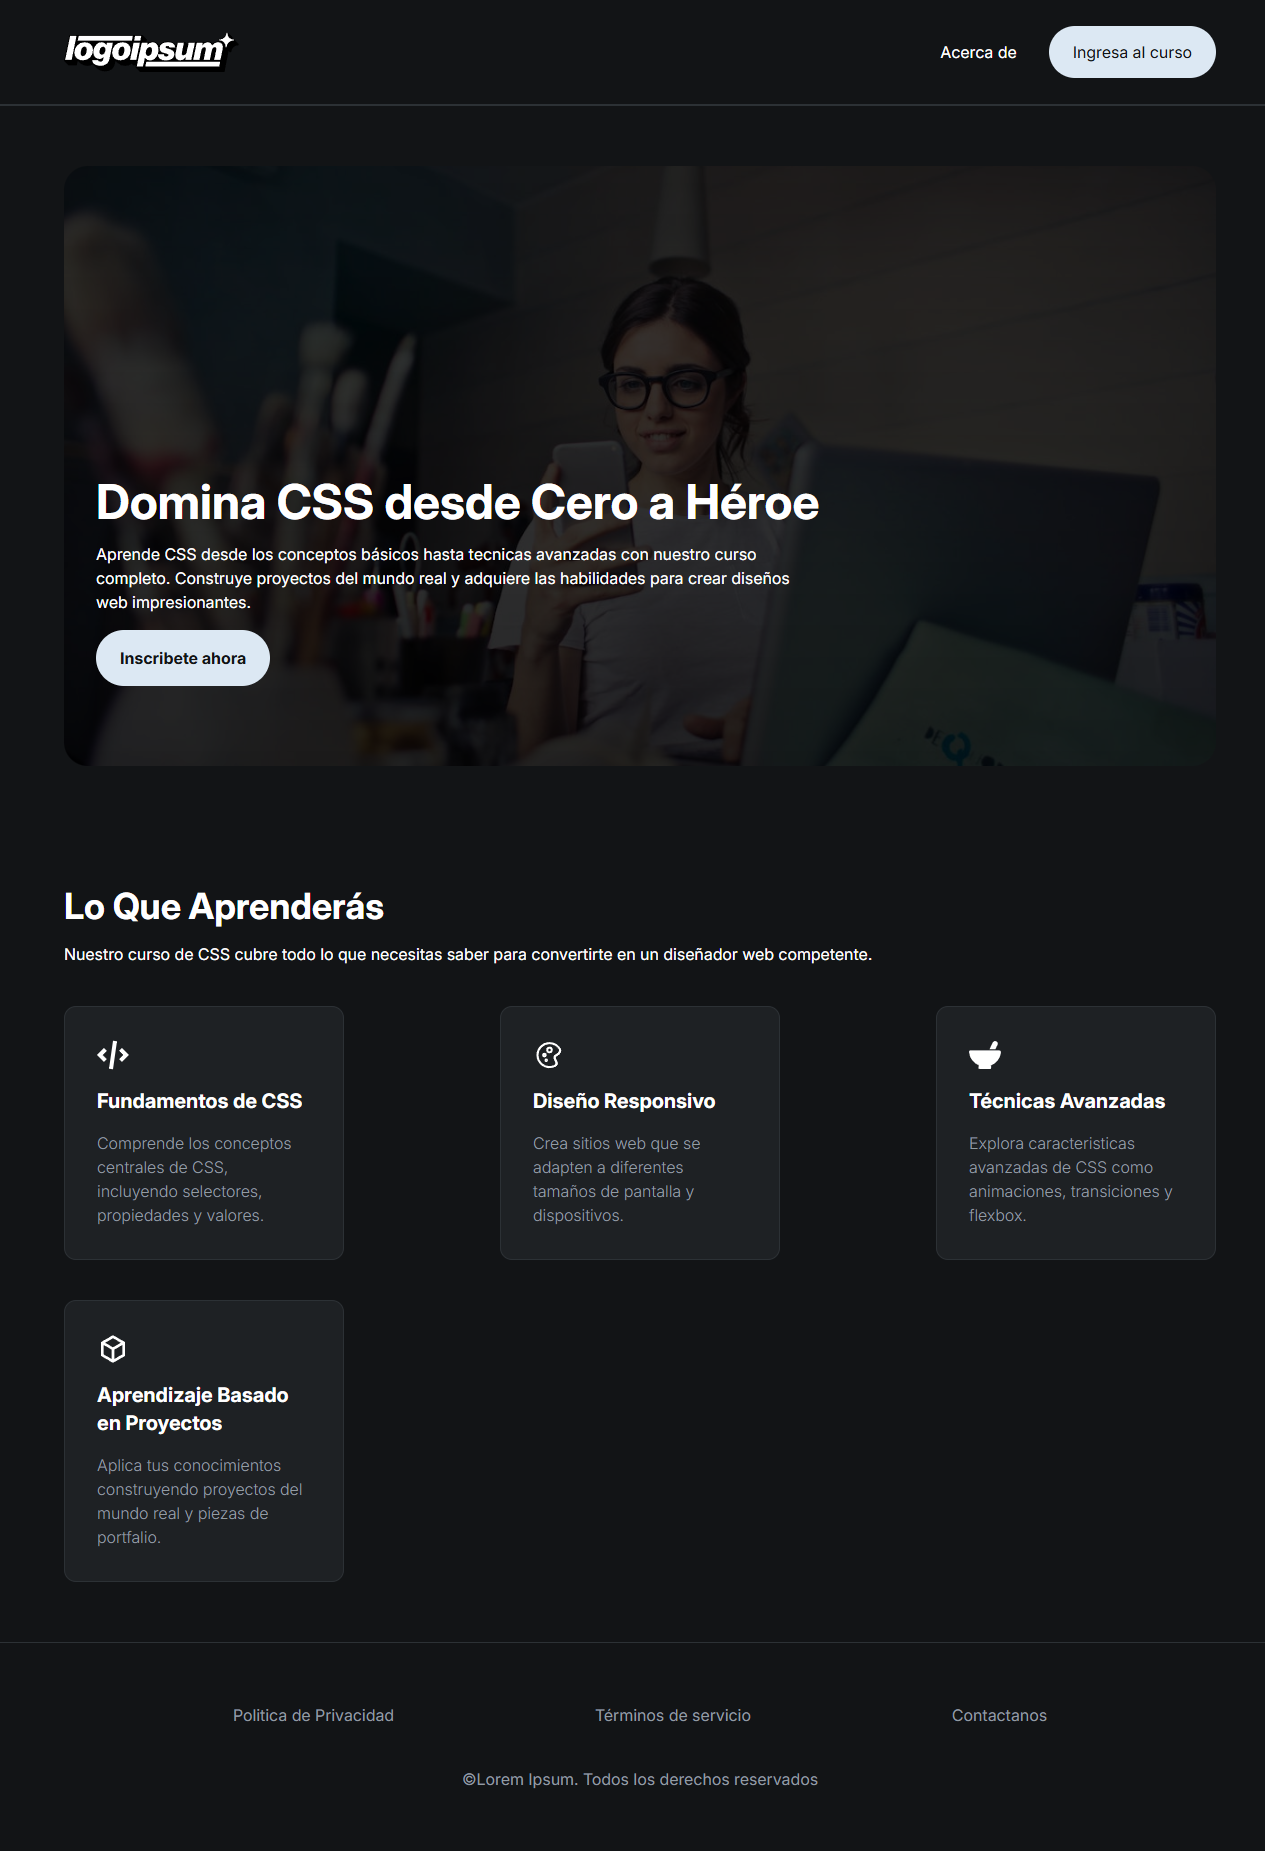 logoipsum
Acerca de
Ingresa al curso
Domina CSS desde Cero a Héroe
Aprende CSS desde los conceptos básicos hasta tecnicas avanzadas con nuestro curso
completo. Construye proyectos del mundo real y adquiere las habilidades para crear diseños
web impresionantes.
Inscribete ahora
Lo Que Aprenderás
Nuestro curso de CSS cubre todo lo que necesitas saber para convertirte en un diseñador web competente.
Fundamentos de CSS
Comprende los conceptos
centrales de CSS,
incluyendo selectores,
propiedades y valores.
Diseño Responsivo
Crea sitios web que se
adapten a diferentes
tamaños de pantalla y
dispositivos.
Técnicas Avanzadas
Explora caracteristicas
avanzadas de CSS como
animaciones, transiciones y
flexbox.
Aprendizaje Basado
en Proyectos
Aplica tus conocimientos
construyendo proyectos del
mundo real y piezas de
portfalio.
Politica de Privacidad
Términos de servicio
Contactanos
©Lorem Ipsum. Todos los derechos reservados